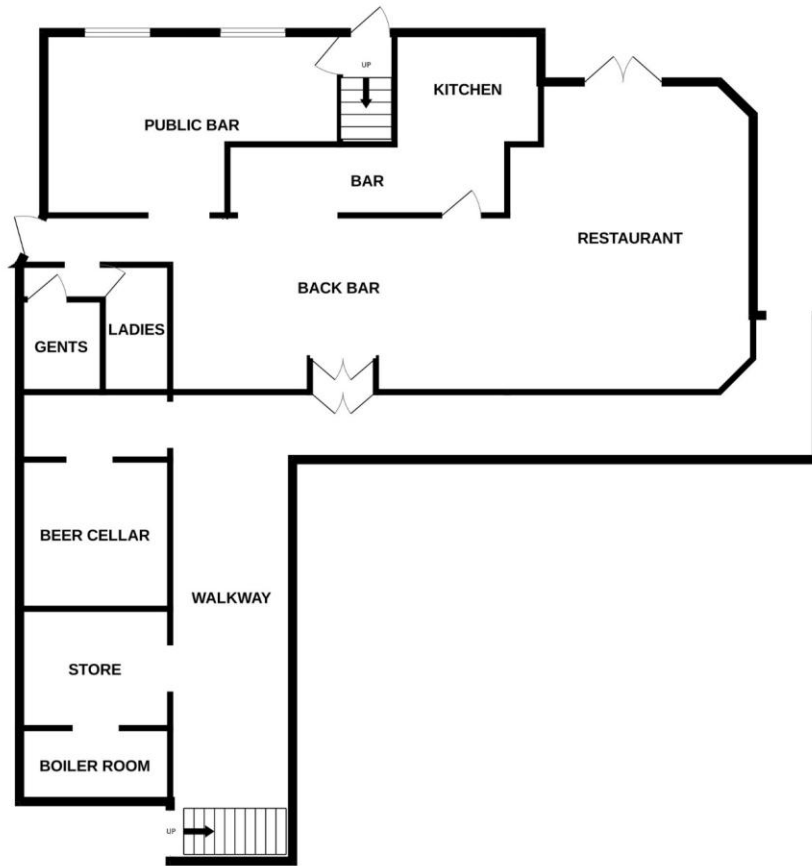 UP
KITCHEN
PUBLIC BAR
BAR
RESTAURANT
BACK BAR
LADIES
GENTS
BEER CELLAR
WALKWAY
STORE
BOILER ROOM
UP